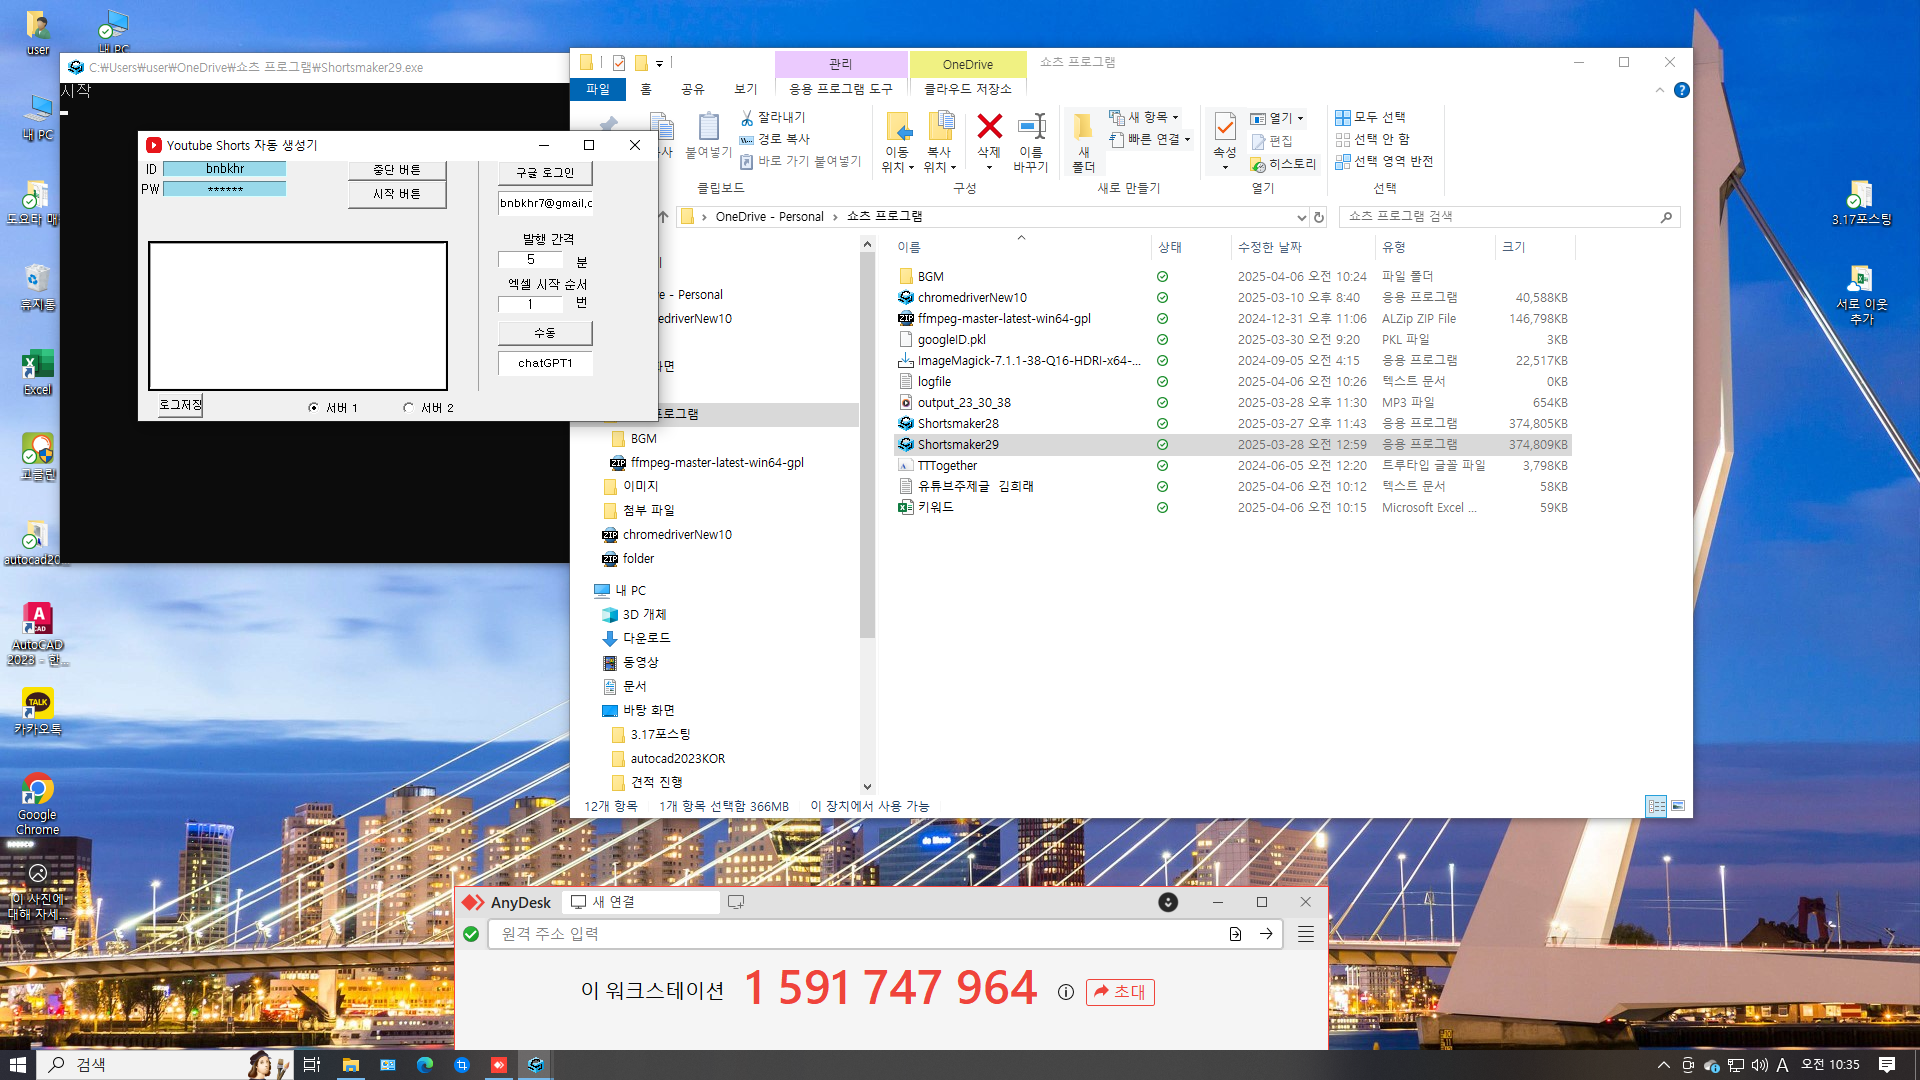 user
내 PC
내 PC
도요타 매
휴지통
Excel
고클린
autocad20...
AutoCAD
2023 - 한...
카카오톡
Google
Chrome
이 사진에
대해 자세...
C:\Users\user\OneDrive\쇼츠 프로그램\Shortsmaker29.exe
시작
Youtube Shorts 자동 생성기
ID
bnbkhr
PW
******
중단 버튼
시작 버튼
구글 로그인
bnbkhr7@gmail.c
발행 간격
5
분
엑셀 시작 순서
1
번
수동
chatGPT1
로그저장
서버 1
서버 2
관리
OneDrive
쇼츠 프로그램
파일
홈
공유
보기
응용 프로그램 도구
클라우드 저장소
붙여넣기
잘라내기
경로 복사
바로 가기 붙여넣기
클립보드
이동
위치
복사
위치
삭제
이름
바꾸기
구성
새
폴더
새 항목
빠른 연결
새로 만들기
속성
열기
편집
히스토리
열기
모두 선택
선택 안 함
선택 영역 반전
선택
OneDrive - Personal
쇼츠 프로그램
쇼츠 프로그램 검색
e - Personal
edriverNew10
화면
프로그램
BGM
ffmpeg-master-latest-win64-gpl
이미지
첨부 파일
chromedriverNew10
folder
내 PC
3D 개체
다운로드
동영상
문서
바탕 화면
3.17포스팅
autocad2023KOR
견적 진행
이름
상태
수정한 날짜
유형
크기
BGM 2025-04-06 오전 10:24 파일 폴더
chromedriverNew10 2025-03-10 오후 8:40 응용 프로그램 40,588KB
ffmpeg-master-latest-win64-gpl 2024-12-31 오후 11:06 ALZip ZIP File 146,798KB
googleID.pkl 2025-03-30 오전 9:20 PKL 파일 3KB
ImageMagick-7.1.1-38-Q16-HDRI-x64-... 2024-09-05 오전 4:15 응용 프로그램 22,517KB
logfile 2025-04-06 오전 10:26 텍스트 문서 0KB
output_23_30_38 2025-03-28 오후 11:30 MP3 파일 654KB
Shortsmaker28 2025-03-27 오후 11:43 응용 프로그램 374,805KB
Shortsmaker29 2025-03-28 오전 12:59 응용 프로그램 374,809KB
TTTogether 2024-06-05 오전 12:20 트루타입 글꼴 파일 3,798KB
유튜브주제글 김희래 2025-04-06 오전 10:12 텍스트 문서 58KB
키워드 2025-04-06 오전 10:15 Microsoft Excel ... 59KB
12개 항목
1개 항목 선택함 366MB
이 장치에서 사용 가능
3.17포스팅
서로 이웃
추가
AnyDesk
새 연결
원격 주소 입력
이 워크스테이션
1 591 747 964
초대
검색
A
오전 10:35